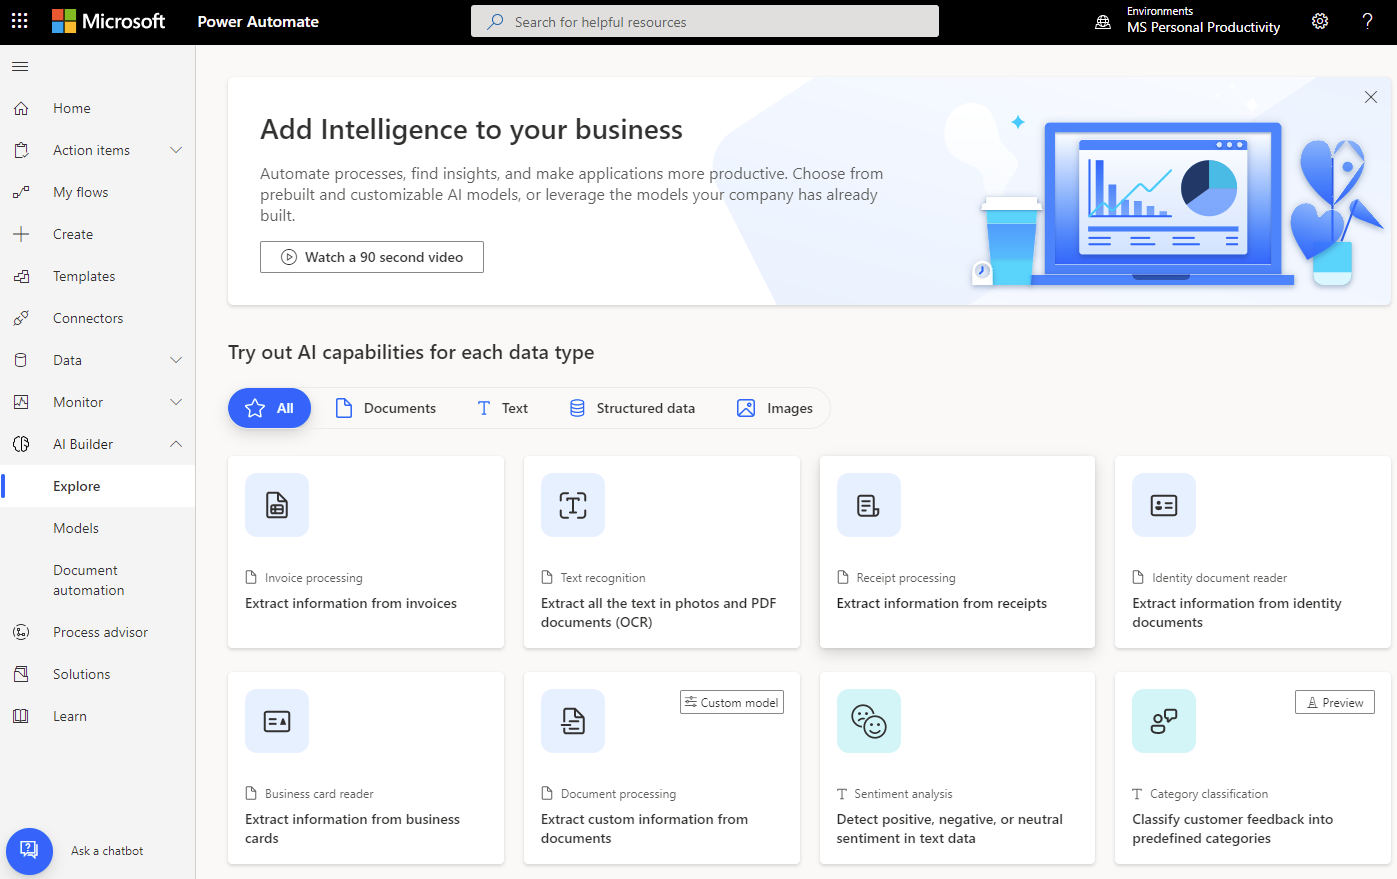 Microsoft
Power Automate
Search for helpful resources
Environments
MS Personal Productivity
?
Home
Action items
My flows
Create
Templates
Connectors
Data
Monitor
AI Builder
Explore
Models
Document
automation
Process advisor
Solutions
Learn
Ask a chatbot
Add Intelligence to your business
Automate processes, find insights, and make applications more productive. Choose from
prebuilt and customizable AI models, or leverage the models your company has already
built.
Watch a 90 second video
Try out AI capabilities for each data type
All
Documents
Text
Structured data
Images
Invoice processing
Extract information from invoices
Text recognition
Extract all the text in photos and PDF
documents (OCR)
Receipt processing
Extract information from receipts
Identity document reader
Extract information from identity
documents
Business card reader
Extract information from business
cards
Custom model
Document processing
Extract custom information from
documents
Sentiment analysis
Detect positive, negative, or neutral
sentiment in text data
Preview
Category classification
Classify customer feedback into
predefined categories